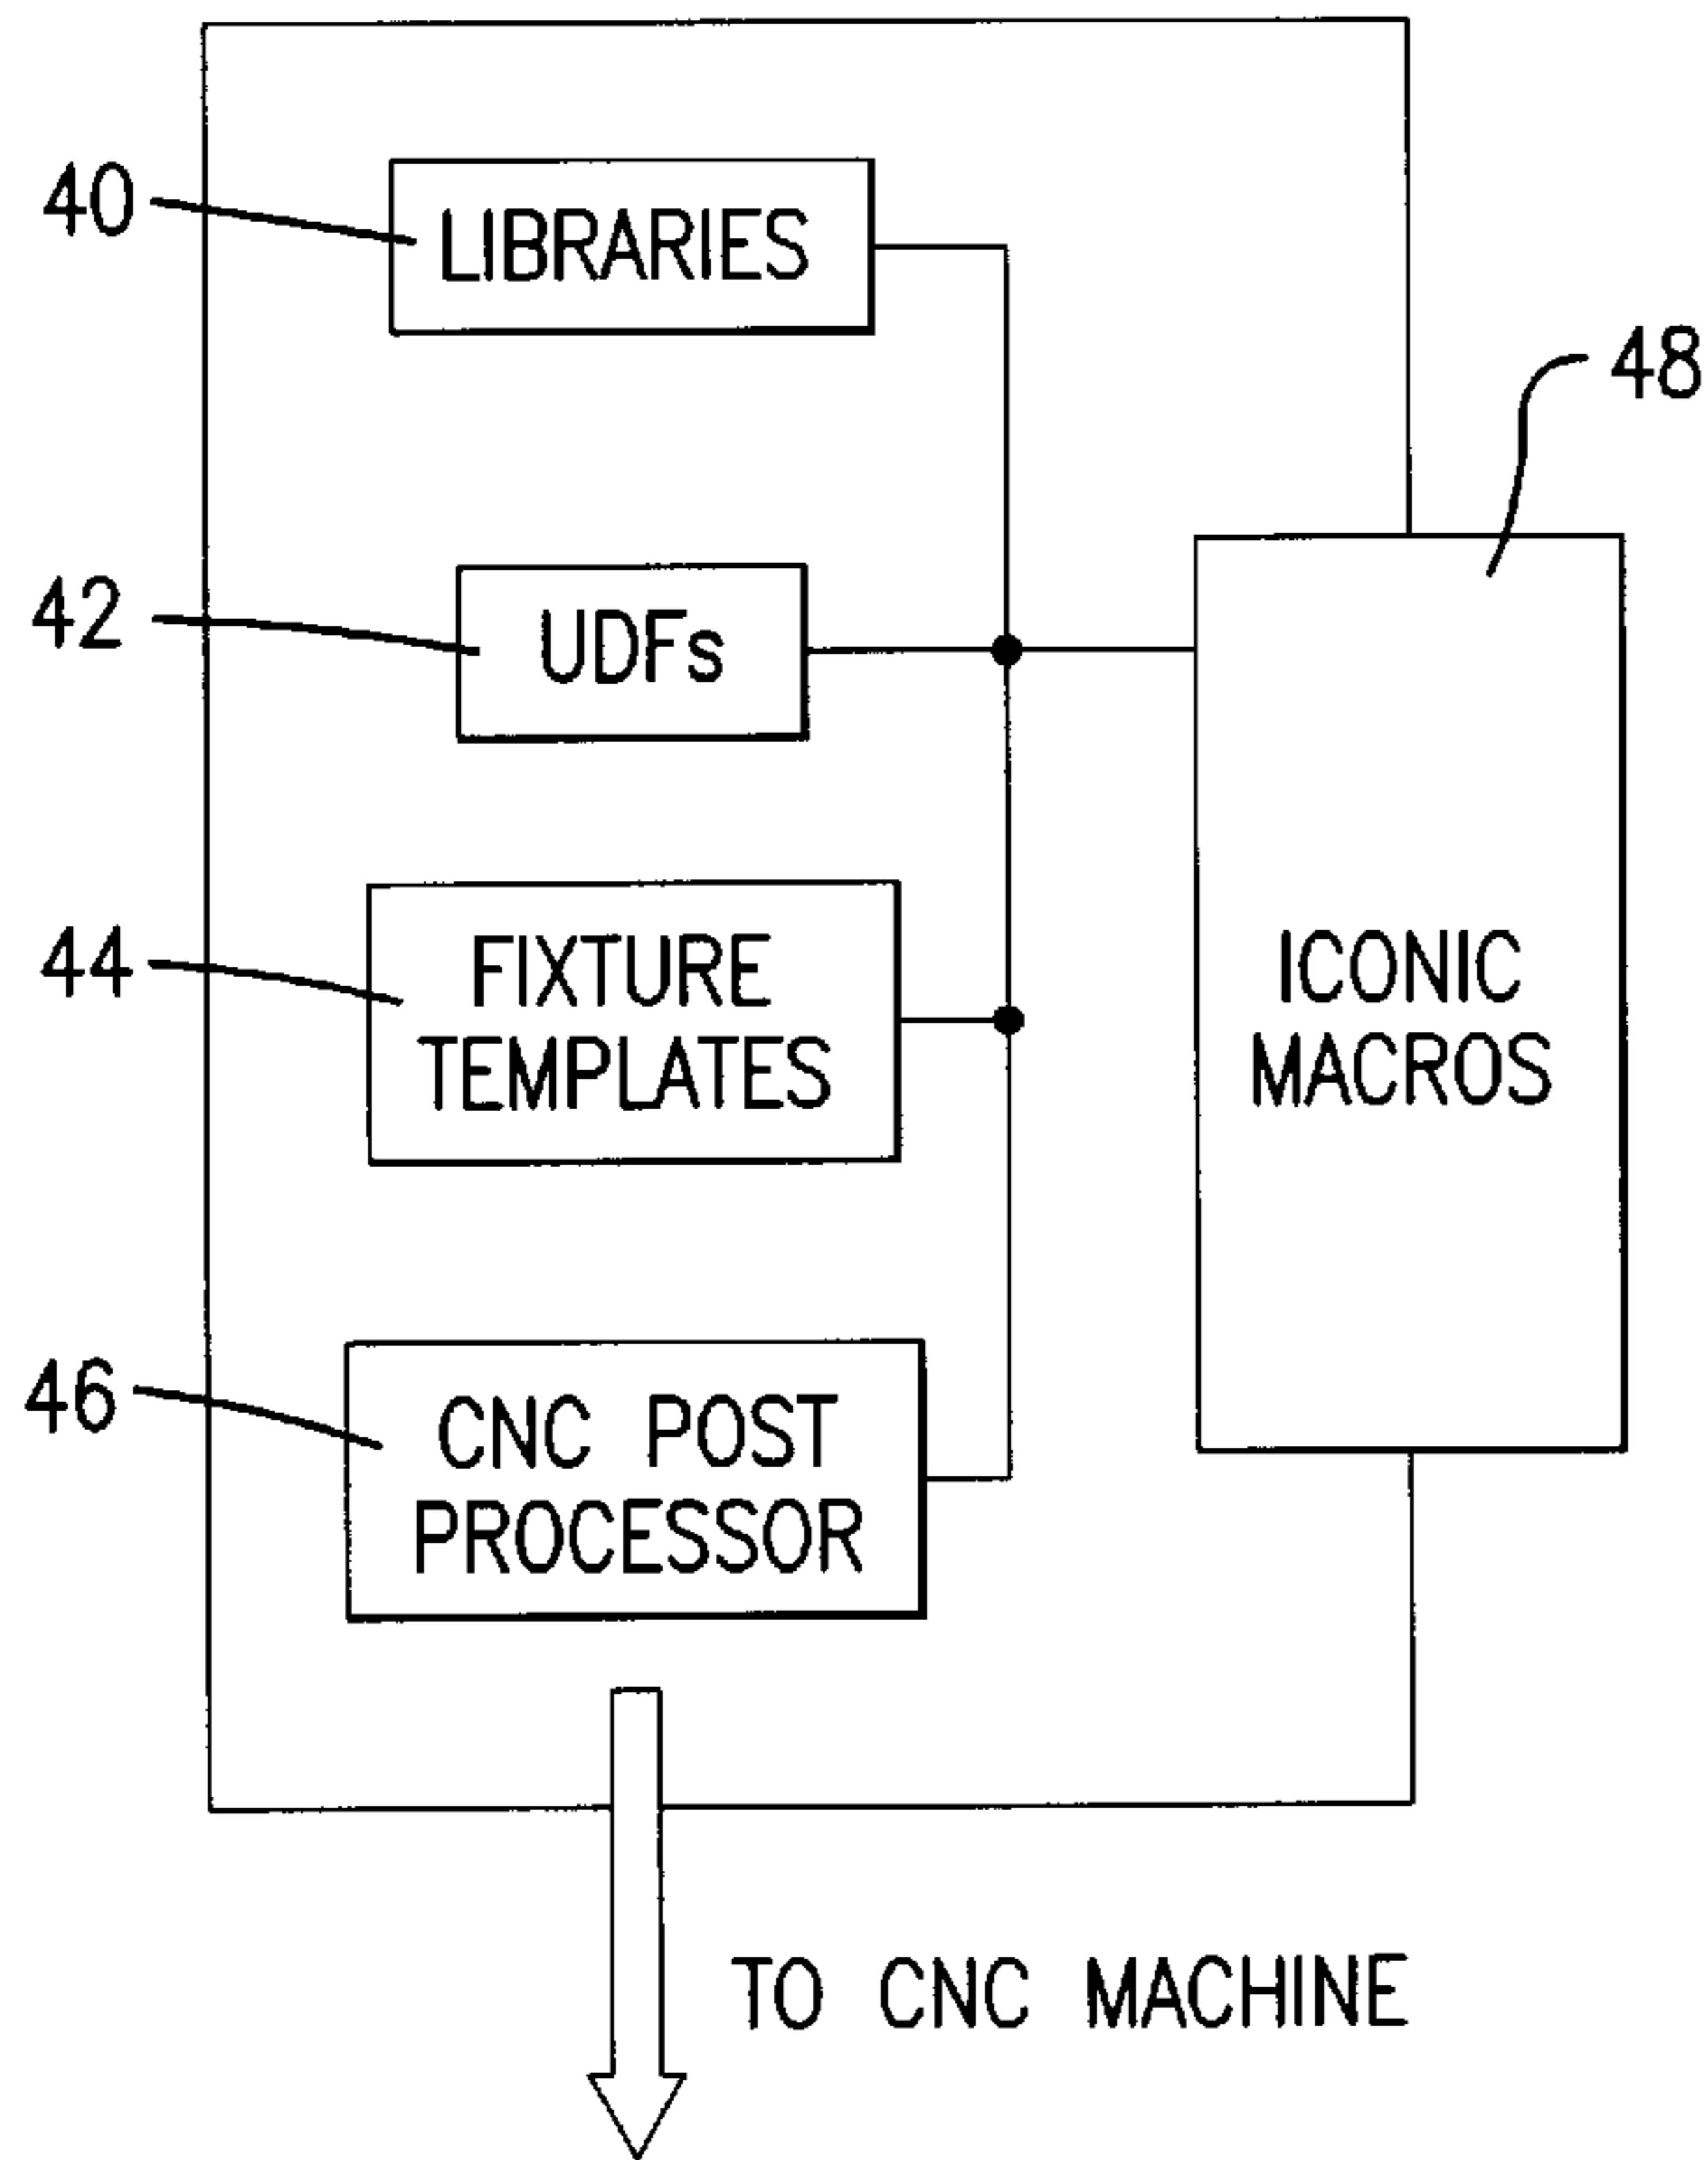 40
LIBRARIES
48
42
UDFs
44
FIXTURE
TEMPLATES
ICONIC
MACROS
46
CNC POST
PROCESSOR
TO CNC MACHINE